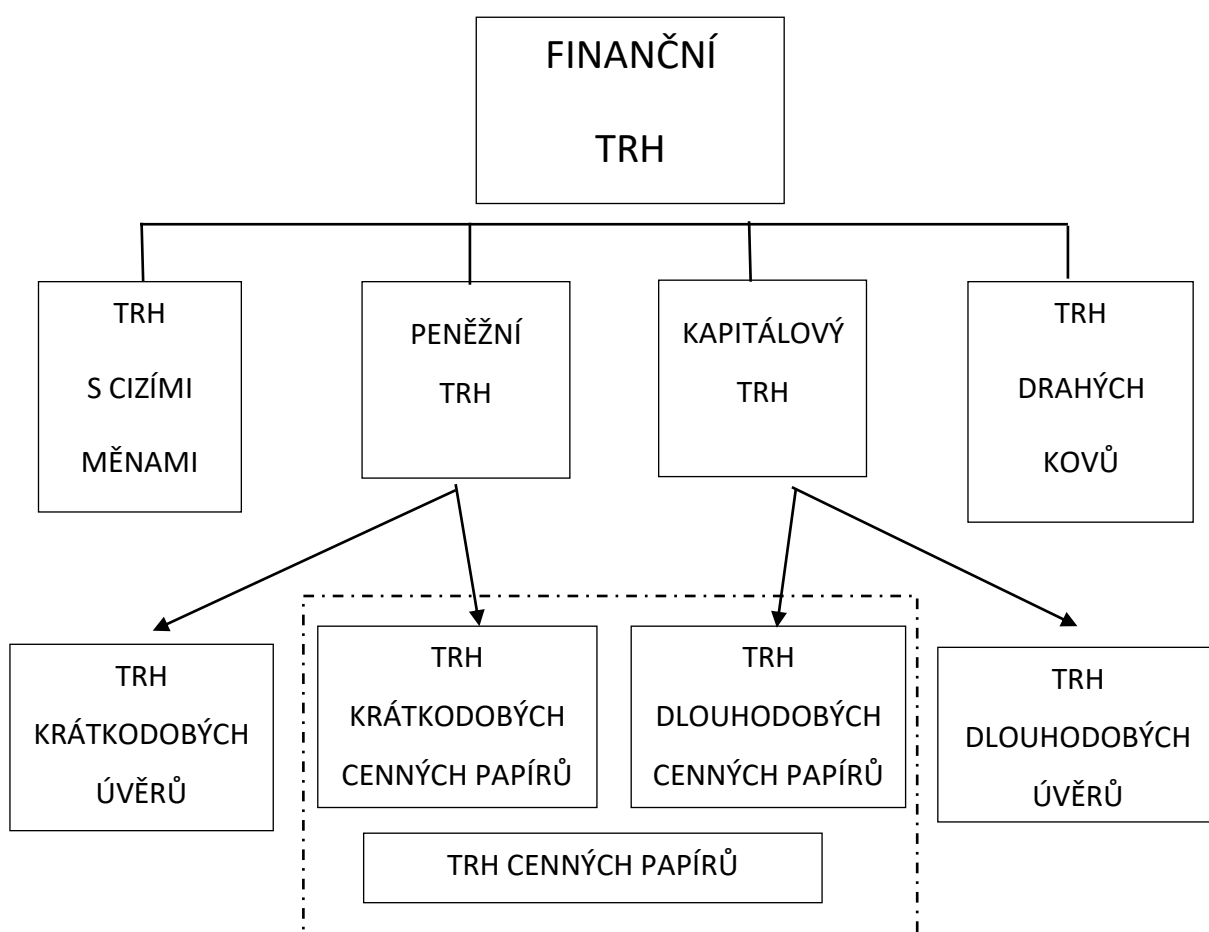 FINANČNÍ
TRH
TRH
S CIZÍMI
MĚNAMI
PENĚŽNÍ
TRH
KAPITÁLOVÝ
TRH
TRH
DRAHÝCH
KOVŮ
TRH
KRÁTKODOBÝCH
ÚVĚRŮ
TRH
KRÁTKODOBÝCH
CENNÝCH PAPÍRŮ
TRH
DLOUHODOBÝCH
CENNÝCH PAPÍRŮ
TRH
DLOUHODOBÝCH
ÚVĚRŮ
TRH CENNÝCH PAPÍRŮ